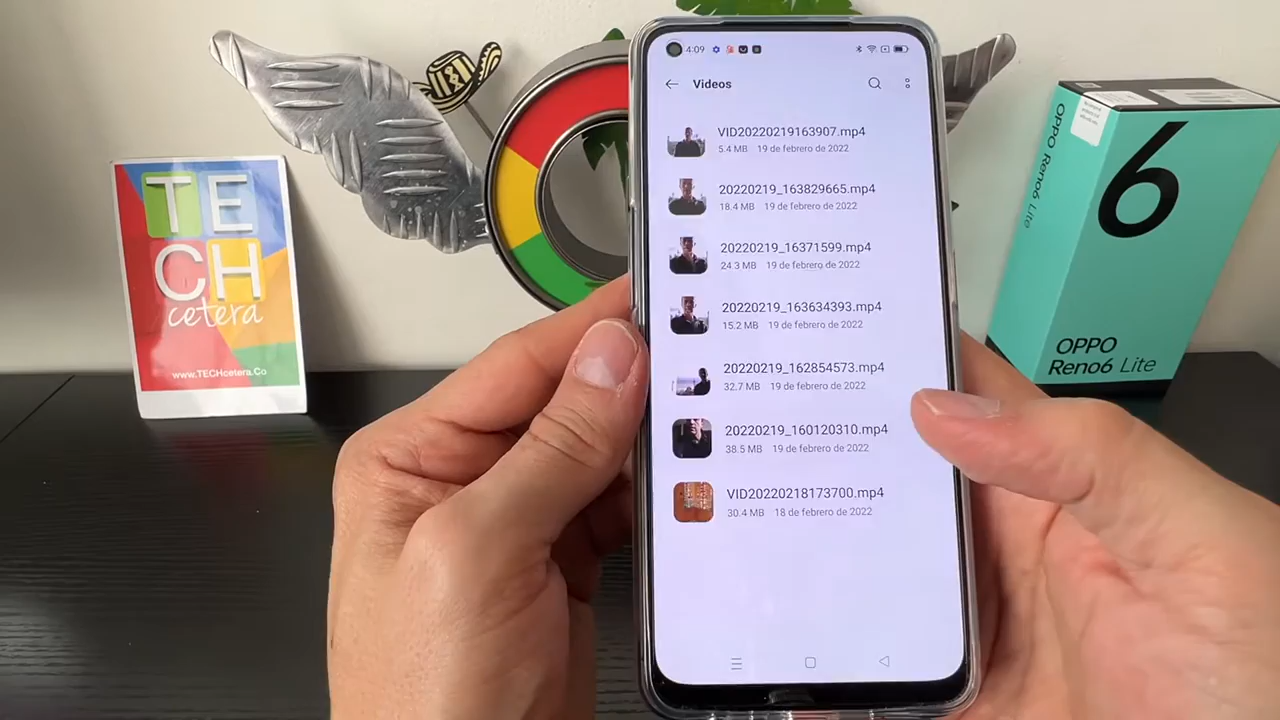 TE
CH
cetera
www.TECHcetera.Co
4:09
Videos
VID20220219163907.mp4
5.4 MB 19 de febrero de 2022
20220219_163829665.mp4
18.4 MB 19 de febrero de 2022
20220219_16371599.mp4
24.3 MB 19 de febrero de 2022
20220219_163634393.mp4
15.2 MB 19 de febrero de 2022
20220219_162854573.mp4
32.7 MB 19 de febrero de 2022
20220219_160120310.mp4
38.5 MB 19 de febrero de 2022
VID20220218173700.mp4
30.4 MB 18 de febrero de 2022
OPPO Reno6 Lite
6
OPPO
Reno6 Lite